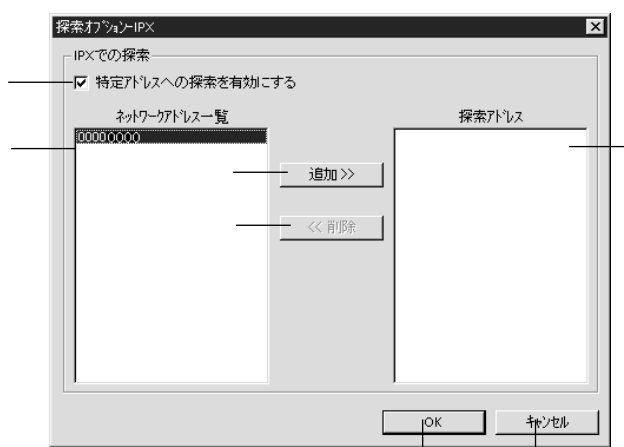 探索オプション-IPX
IPXでの探索
特定アドレスへの探索を有効にする
ネットワークアドレス一覧
探索アドレス
00000000
追加 >>
<< 削除
OK
キャンセル